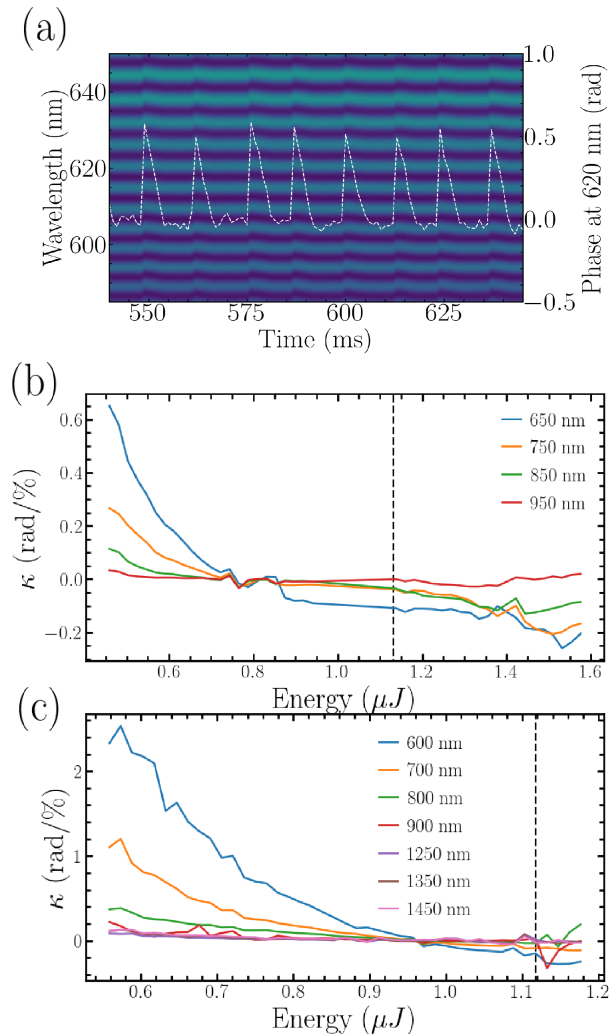 (a)
1.0
0.5
0.0
−0.5
640
620
600
Wavelength (nm)
Phase at 620 nm (rad)
550
575
600
625
Time (ms)
(b)
0.6
0.4
0.2
0.0
−0.2
κ (rad/%)
650 nm
750 nm
850 nm
950 nm
0.6
0.8
1.0
1.2
1.4
1.6
Energy (μJ)
(c)
2
1
0
κ (rad/%)
600 nm
700 nm
800 nm
900 nm
1250 nm
1350 nm
1450 nm
0.6
0.7
0.8
0.9
1.0
1.1
1.2
Energy (μJ)